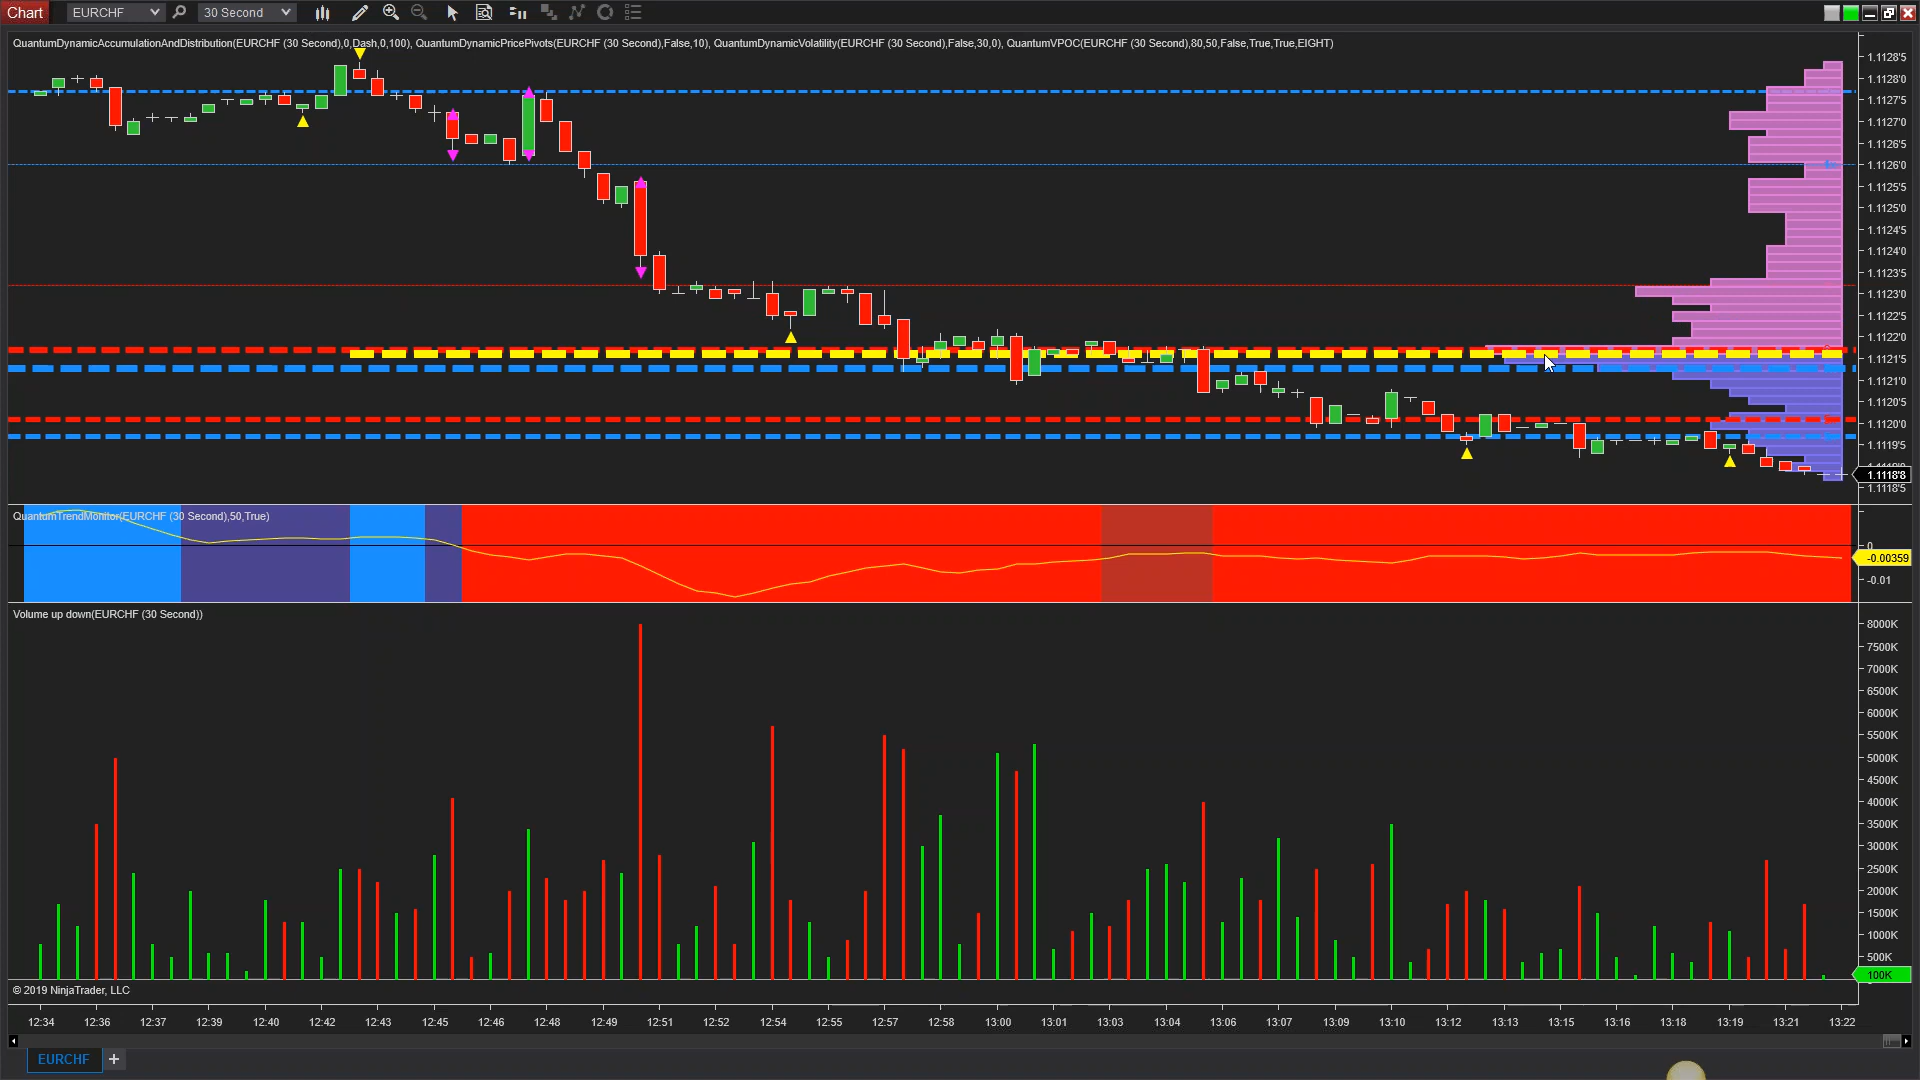 Chart EURCHF 30 Second
QuantumDynamicAccumulationAndDistribution(EURCHF (30 Second),0,Dash,0,100), QuantumDynamicPricePivots(EURCHF (30 Second),False,10), QuantumDynamicVolatility(EURCHF (30 Second),False,30,0), QuantumVPOC(EURCHF (30 Second),80,50,False,True,True,EIGHT)
1.1128'5
1.1128'0
1.1127'5
1.1127'0
1.1126'5
1.1126'0
1.1125'5
1.1125'0
1.1124'5
1.1124'0
1.1123'5
1.1123'0
1.1122'5
1.1122'0
1.1121'5
1.1121'0
1.1120'5
1.1120'0
1.1119'5
1.1118'8
1.1118'5
QuantumTrendMonitor(EURCHF (30 Second),50,True)
0
-0.00359
-0.01
Volume up down(EURCHF (30 Second))
8000K
7500K
7000K
6500K
6000K
5500K
5000K
4500K
4000K
3500K
3000K
2500K
2000K
1500K
1000K
500K
100K
© 2019 NinjaTrader, LLC
12:34 12:36 12:37 12:39 12:40 12:42 12:43 12:45 12:46 12:48 12:49 12:51 12:52 12:54 12:55 12:57 12:58 13:00 13:01 13:03 13:04 13:06 13:07 13:09 13:10 13:12 13:13 13:15 13:16 13:18 13:19 13:21 13:22
EURCHF